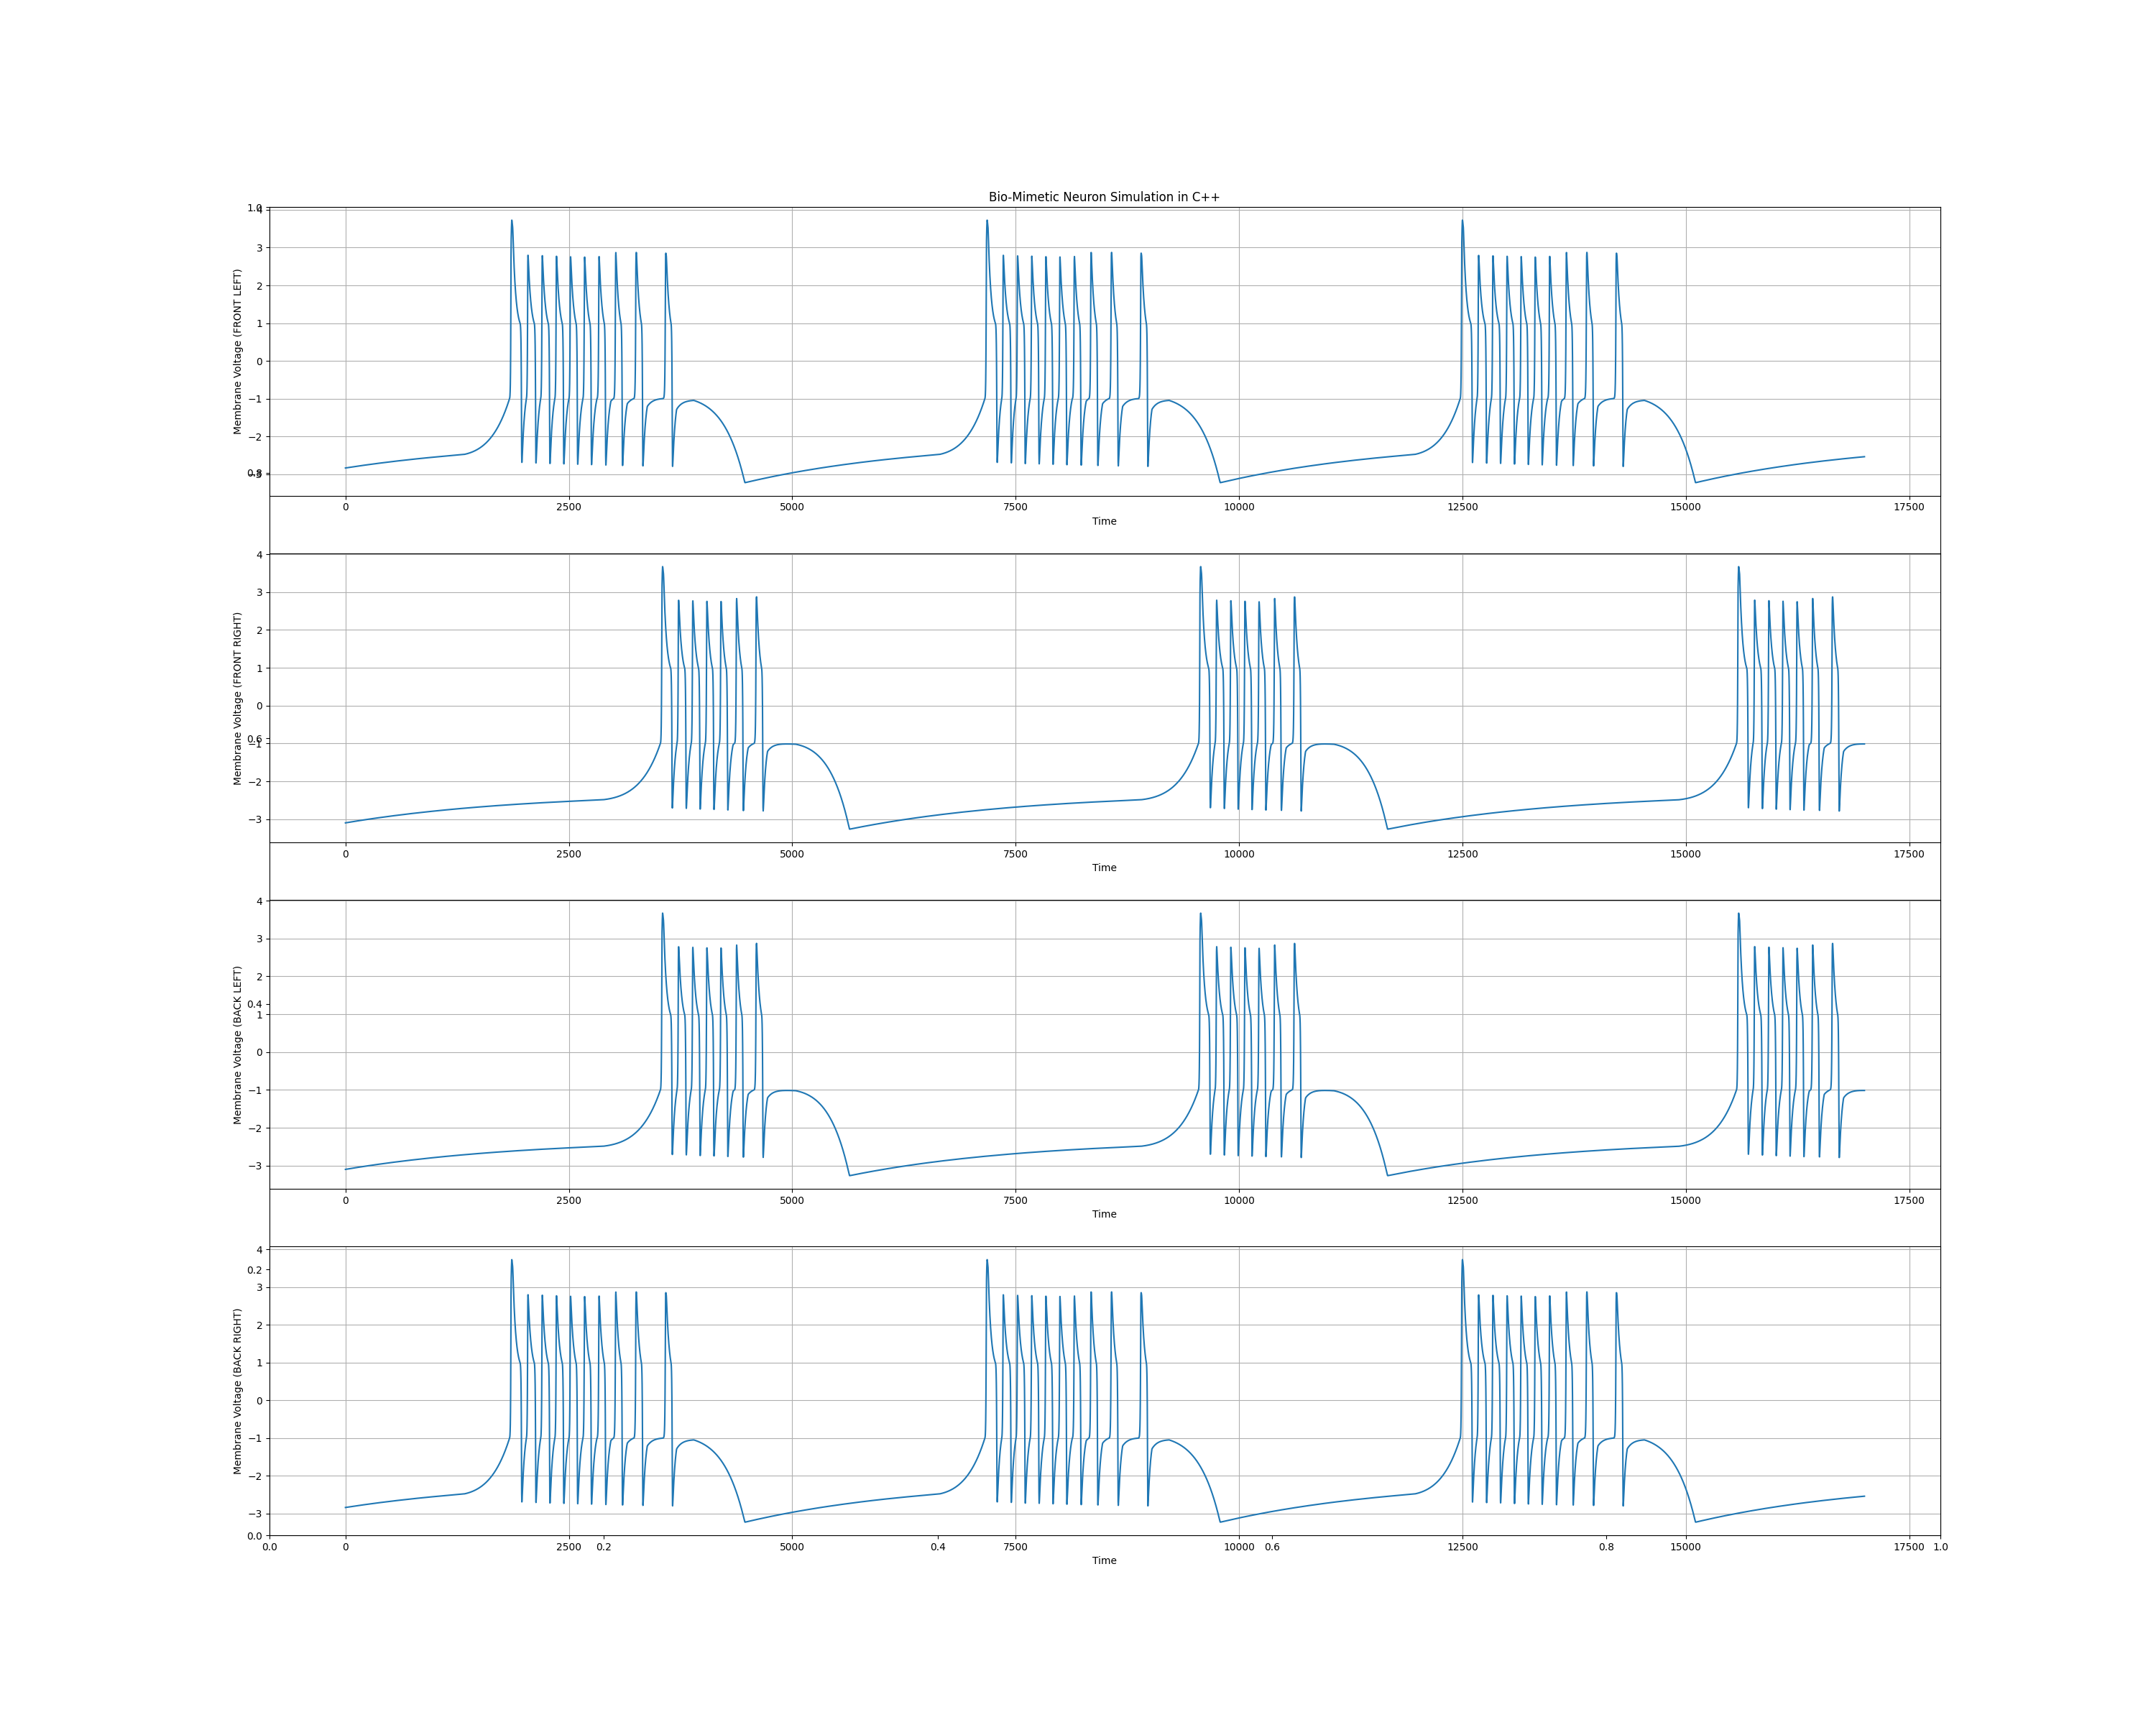 Bio-Mimetic Neuron Simulation in C++
1.0
4
3
2
1
0
−1
−2
0.8
−3
Membrane Voltage (FRONT LEFT)
0 2500 5000 7500 10000 12500 15000 17500
Time
4
3
2
1
0
0.6
−1
−2
−3
Membrane Voltage (FRONT RIGHT)
0 2500 5000 7500 10000 12500 15000 17500
Time
4
3
2
0.4
1
0
−1
−2
−3
Membrane Voltage (BACK LEFT)
0 2500 5000 7500 10000 12500 15000 17500
Time
4
0.2
3
2
1
0
−1
−2
−3
0.0
Membrane Voltage (BACK RIGHT)
0.0 0 2500 0.2 5000 0.4 7500 10000 0.6 12500 0.8 15000 17500 1.0
Time